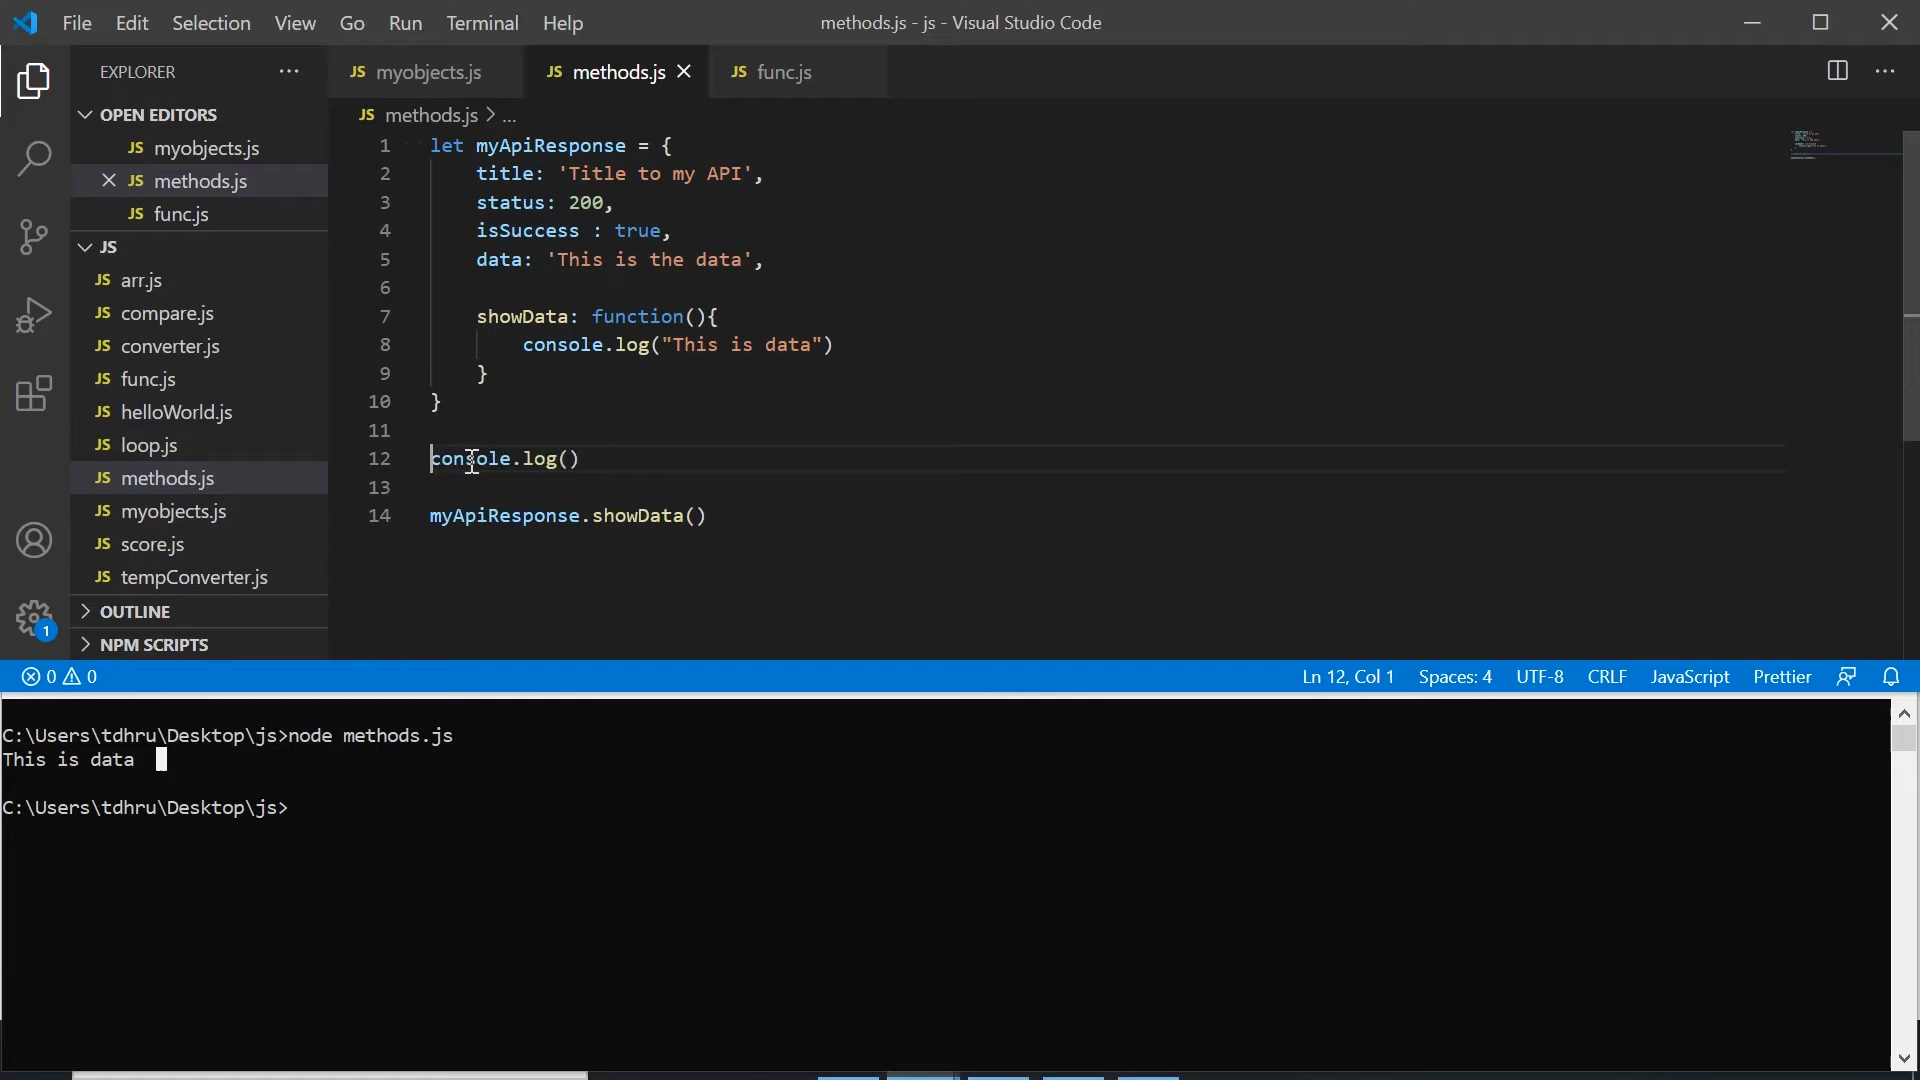 File Edit Selection View Go Run Terminal Help methods.js - js - Visual Studio Code
EXPLORER
JS myobjects.js JS methods.js JS func.js
OPEN EDITORS
JS myobjects.js
JS methods.js
JS func.js
JS
JS arr.js
JS compare.js
JS converter.js
JS func.js
JS helloWorld.js
JS loop.js
JS methods.js
JS myobjects.js
JS score.js
JS tempConverter.js
OUTLINE
NPM SCRIPTS
1
JS methods.js > ...
1 let myApiResponse = {
2 title: 'Title to my API',
3 status: 200,
4 isSuccess : true,
5 data: 'This is the data',
6
7 showData: function(){
8 console.log("This is data")
9 }
10 }
11
12 console.log()
13
14 myApiResponse.showData()
0 0 Ln 12, Col 1 Spaces: 4 UTF-8 CRLF JavaScript Prettier
C:\Users\tdhru\Desktop\js>node methods.js
This is data
C:\Users\tdhru\Desktop\js>